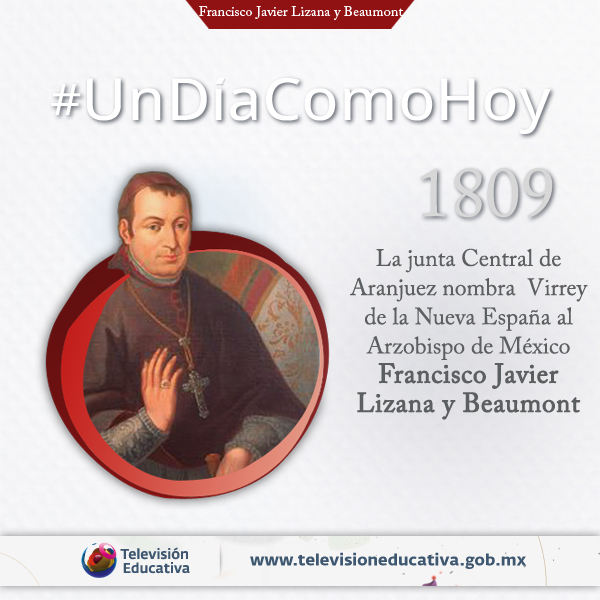 Francisco Javier Lizana y Beaumont
#UnDiaComoHoy
1809
La junta Central de
Aranjuez nombra Virrey
de la Nueva España al
Arzobispo de México
Francisco Javier
Lizana y Beaumont
Televisión
Educativa
www.televisioneducativa.gob.mx